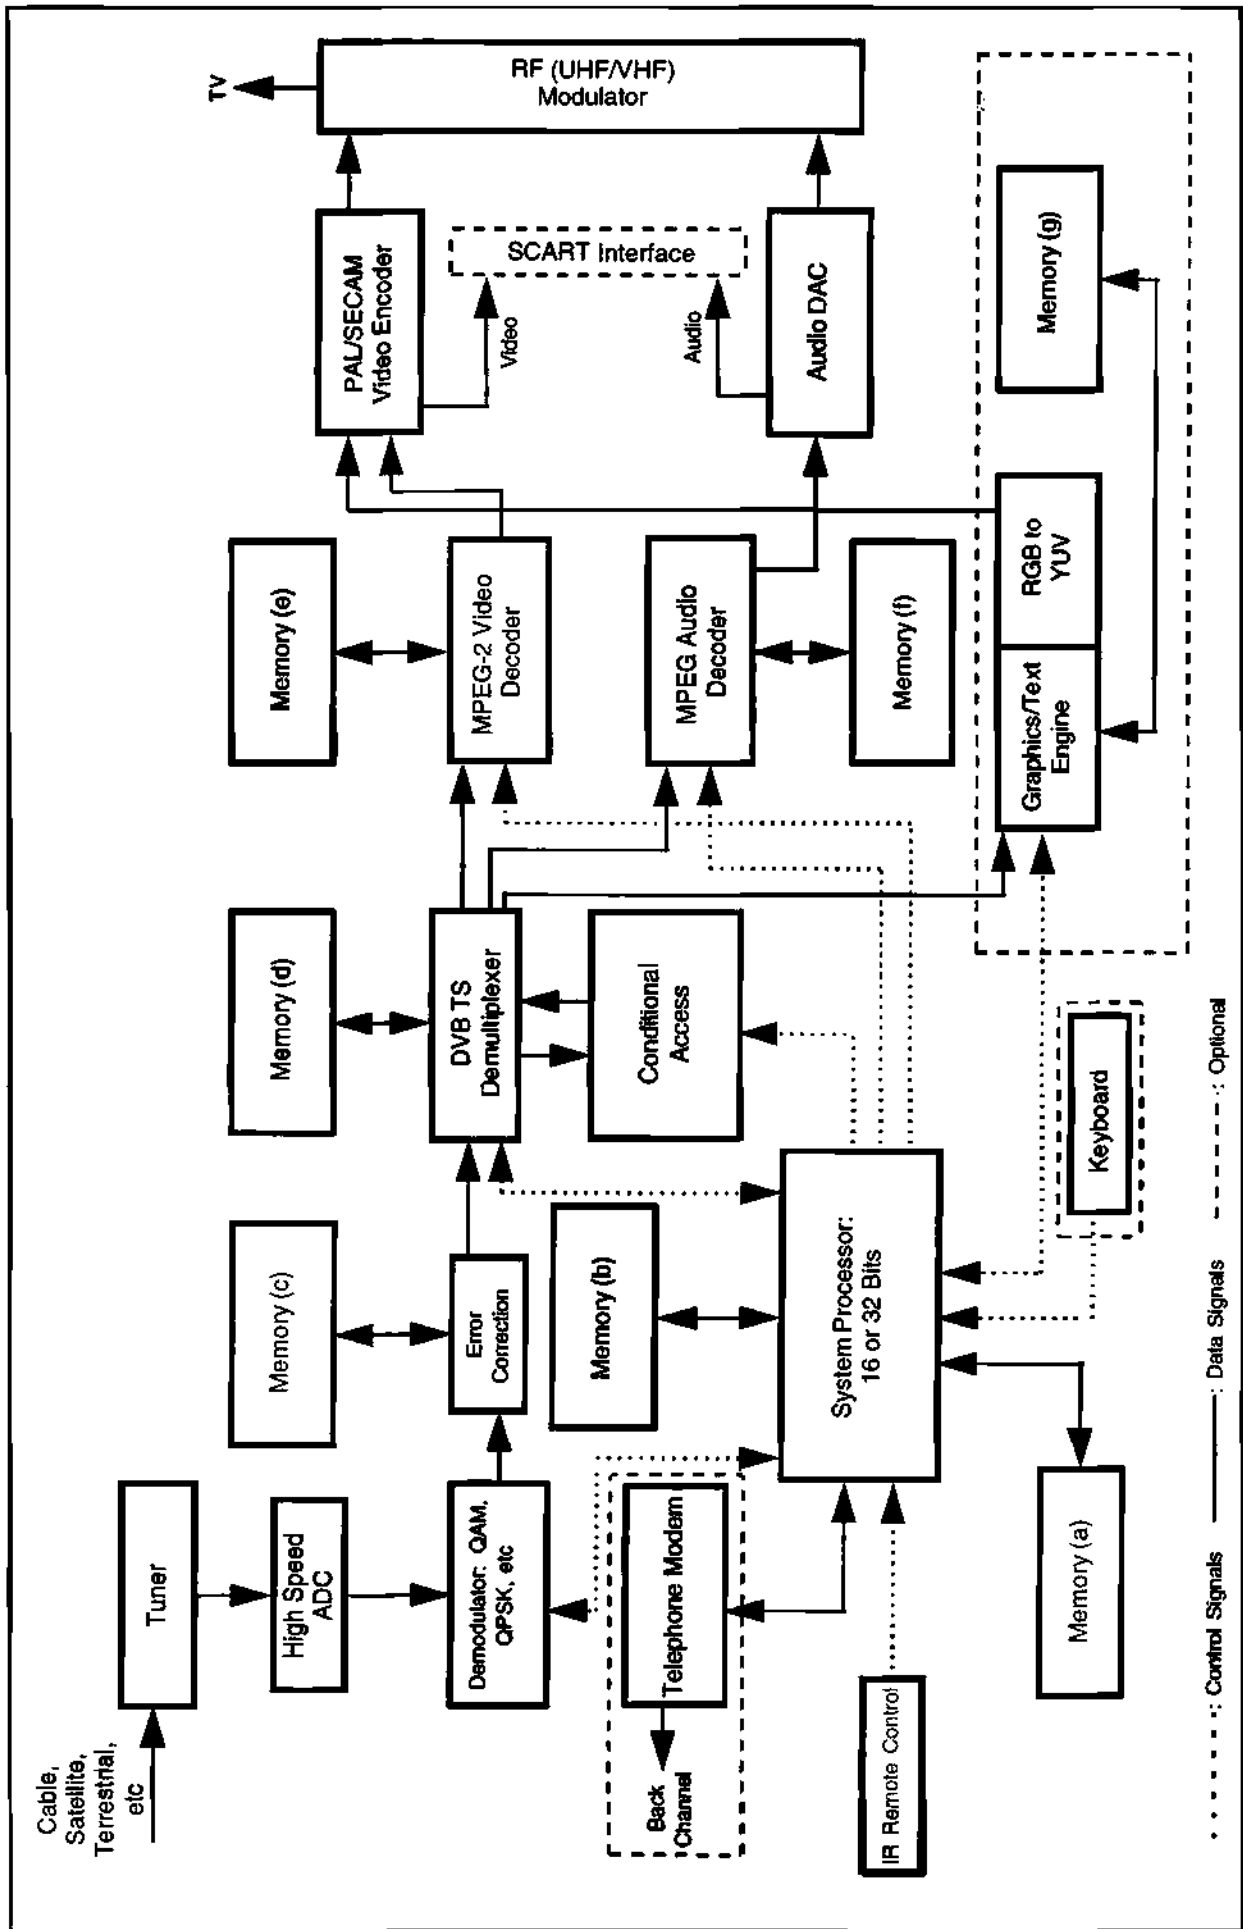 Cable,
Satellite,
Terrestrial,
etc
Tuner
High Speed
ADC
Demodulator: QAM,
QPSK, etc
Telephone Modem
Back
Channel
IR Remote Control
Memory (a)
Memory (c)
Error
Correction
Memory (b)
System Processor:
16 or 32 Bits
Keyboard
Memory (d)
DVB TS
Demultiplexer
Conditional
Access
Memory (e)
MPEG-2 Video
Decoder
MPEG Audio
Decoder
Memory (f)
Graphics/Text
Engine
RGB to
YUV
PAL/SECAM
Video Encoder
Video
SCART Interface
Audio
Audio DAC
Memory (g)
TV
RF (UHF/VHF)
Modulator
: Control Signals
: Data Signals
: Optional